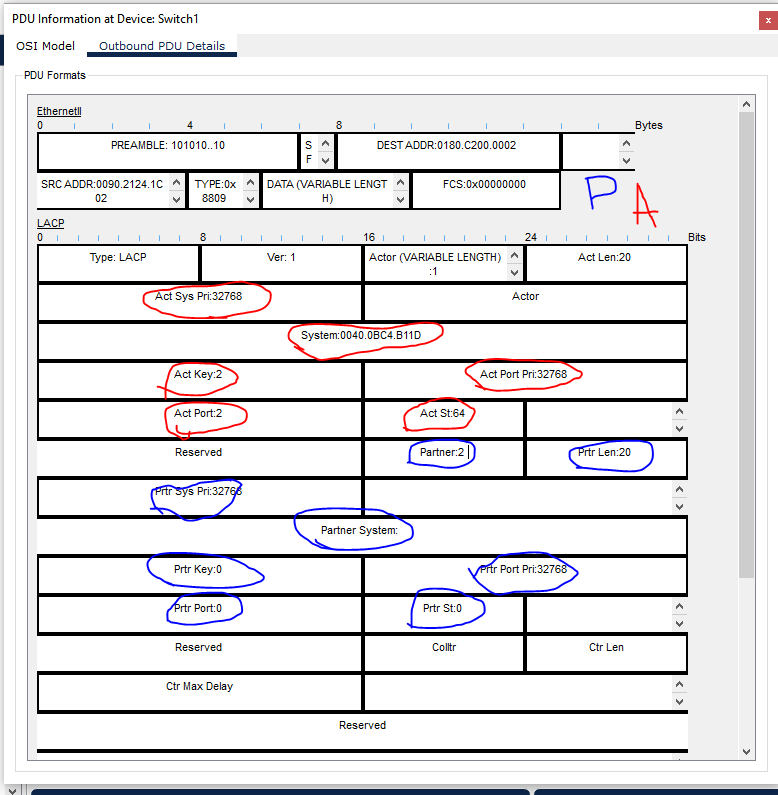 PDU Information at Device: Switch1
x
OSI Model Outbound PDU Details
PDU Formats
EthernetII
0 4 8 Bytes
PREAMBLE: 101010..10 S F DEST ADDR:0180.C200.0002
SRC ADDR:0090.2124.1C
02
TYPE:0x
8809
DATA (VARIABLE LENGT
H)
FCS:0x00000000
P A
LACP
0 8 16 24 Bits
Type: LACP Ver: 1 Actor (VARIABLE LENGTH)
:1
Act Len:20
Act Sys Pri:32768 Actor
System:0040.0BC4.B11D
Act Key:2 Act Port Pri:32768
Act Port:2 Act St:64
Reserved Partner:2 Prtr Len:20
Prtr Sys Pri:32768
Partner System:
Prtr Key:0 Prtr Port Pri:32768
Prtr Port:0 Prtr St:0
Reserved Colltr Ctr Len
Ctr Max Delay
Reserved